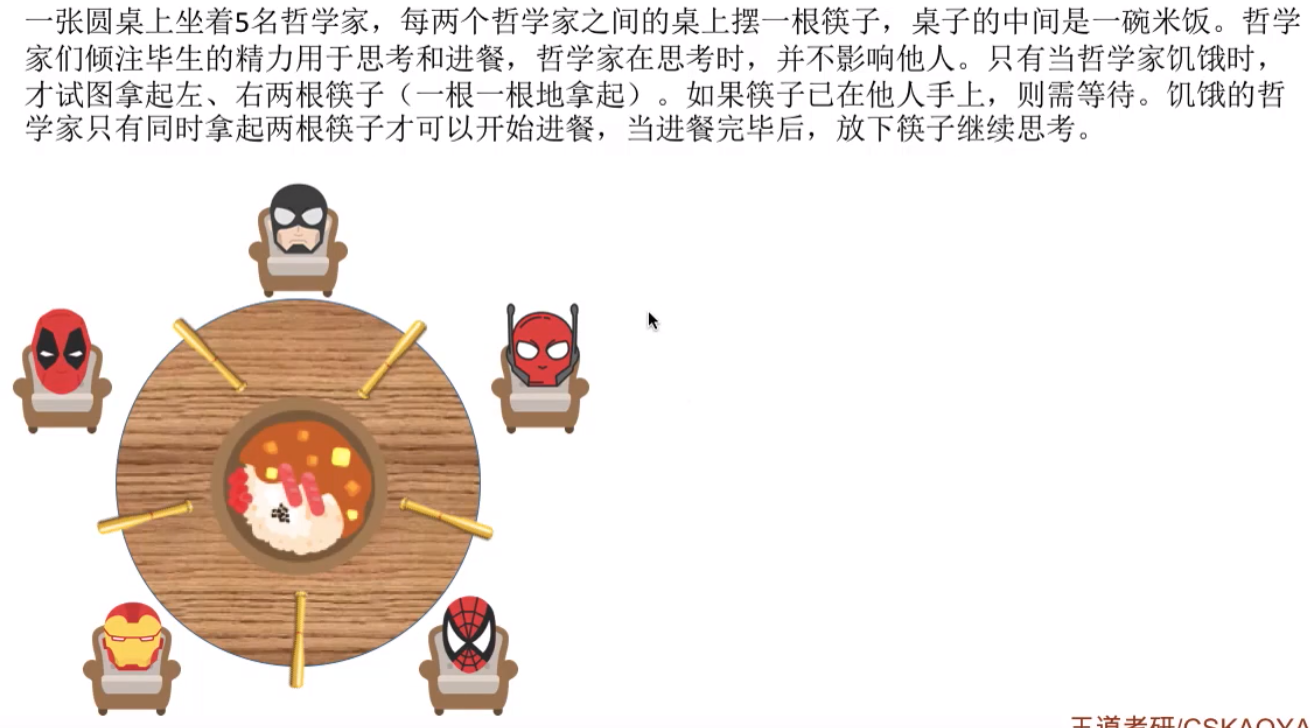 一张圆桌上坐着5名哲学家，每两个哲学家之间的桌上摆一根筷子，桌子的中间是一碗米饭。哲学
家们倾注毕生的精力用于思考和进餐，哲学家在思考时，并不影响他人。只有当哲学家饥饿时，
才试图拿起左、右两根筷子（一根一根地拿起）。如果筷子已在他人手上，则需等待。饥饿的哲
学家只有同时拿起两根筷子才可以开始进餐，当进餐完毕后，放下筷子继续思考。
王道考研/CSKAOYA